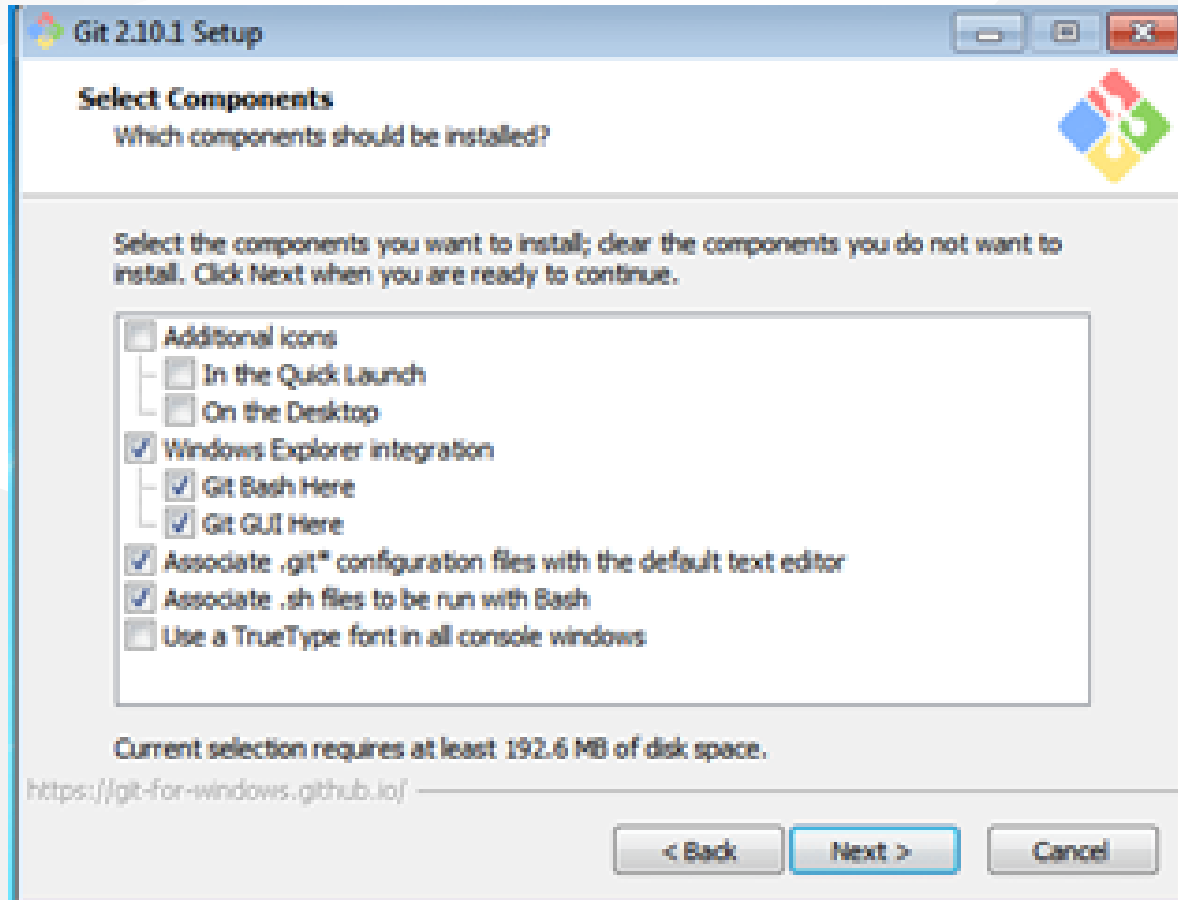 Git 2.10.1 Setup
Select Components
Which components should be installed?
Select the components you want to install; clear the components you do not want to
install. Click Next when you are ready to continue.
Additional icons
In the Quick Launch
On the Desktop
Windows Explorer integration
Git Bash Here
Git GUI Here
Associate .git* configuration files with the default text editor
Associate .sh files to be run with Bash
Use a TrueType font in all console windows
Current selection requires at least 192.6 MB of disk space.
https://git-for-windows.github.io/
< Back Next > Cancel